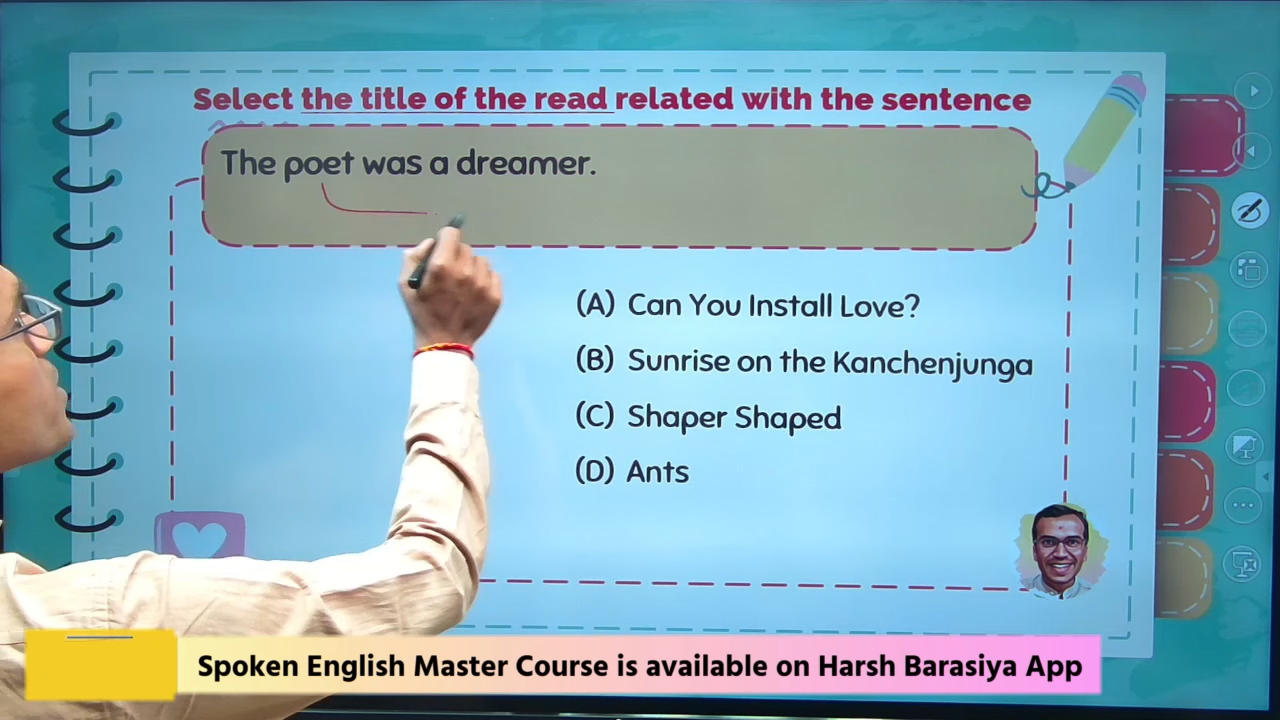 Select the title of the read related with the sentence
The poet was a dreamer.
(A) Can You Install Love?
(B) Sunrise on the Kanchenjunga
(C) Shaper Shaped
(D) Ants
Spoken English Master Course is available on Harsh Barasiya App